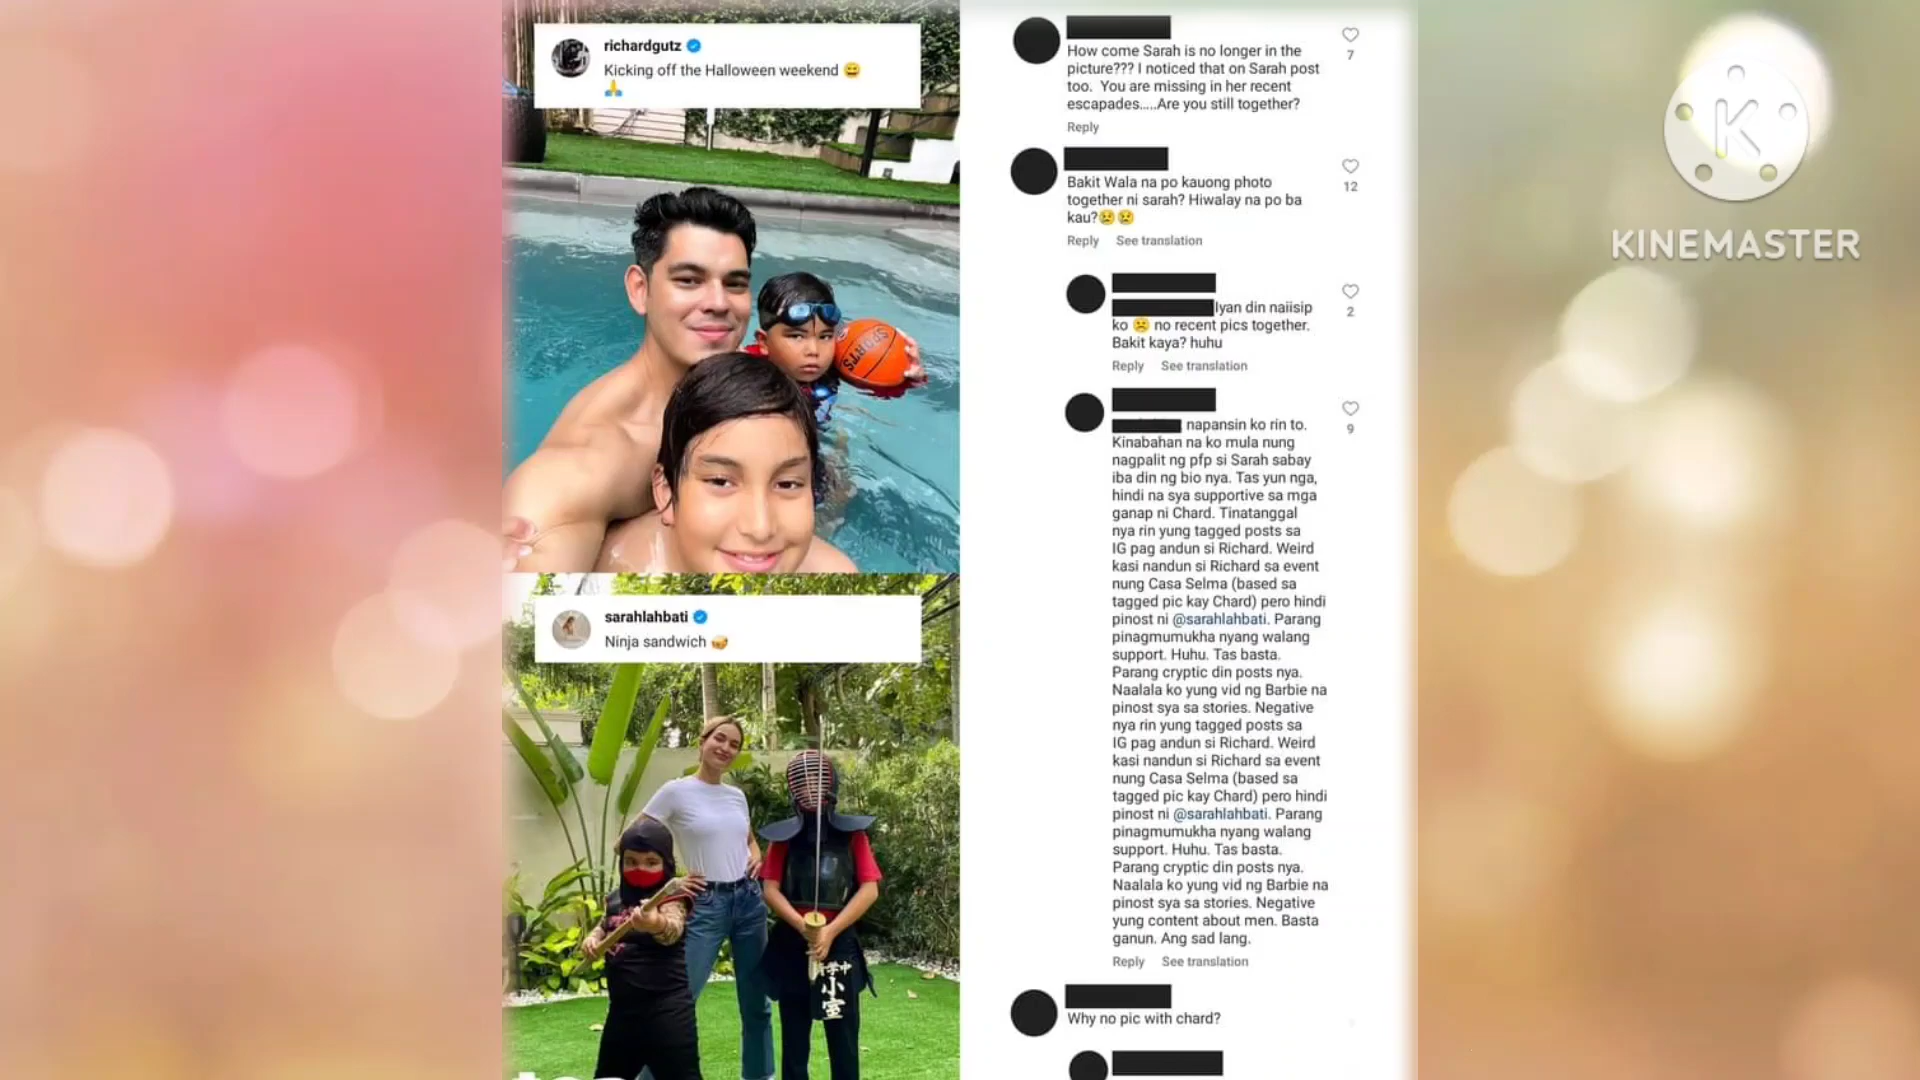 richardgutz
Kicking off the Halloween weekend 😄
🙏
SPORTS
sarahlahbati
Ninja sandwich 🥪
小室
How come Sarah is no longer in the
picture??? I noticed that on Sarah post
too. You are missing in her recent
escapades.....Are you still together?
7
Reply
Bakit Wala na po kauong photo
together ni sarah? Hiwalay na po ba
kau?😢😢
12
Reply See translation
Iyan din naiisip
ko ☹️ no recent pics together.
Bakit kaya? huhu
2
Reply See translation
napansin ko rin to.
Kinabahan na ko mula nung
nagpalit ng pfp si Sarah sabay
iba din ng bio nya. Tas yun nga,
hindi na sya supportive sa mga
ganap ni Chard. Tinatanggal
nya rin yung tagged posts sa
IG pag andun si Richard. Weird
kasi nandun si Richard sa event
nung Casa Selma (based sa
tagged pic kay Chard) pero hindi
pinost ni @sarahlahbati. Parang
pinagmumukha nyang walang
support. Huhu. Tas basta.
Parang cryptic din posts nya.
Naalala ko yung vid ng Barbie na
pinost sya sa stories. Negative
nya rin yung tagged posts sa
IG pag andun si Richard. Weird
kasi nandun si Richard sa event
nung Casa Selma (based sa
tagged pic kay Chard) pero hindi
pinost ni @sarahlahbati. Parang
pinagmumukha nyang walang
support. Huhu. Tas basta.
Parang cryptic din posts nya.
Naalala ko yung vid ng Barbie na
pinost sya sa stories. Negative
yung content about men. Basta
ganun. Ang sad lang.
9
Reply See translation
Why no pic with chard?
K
KINEMASTER